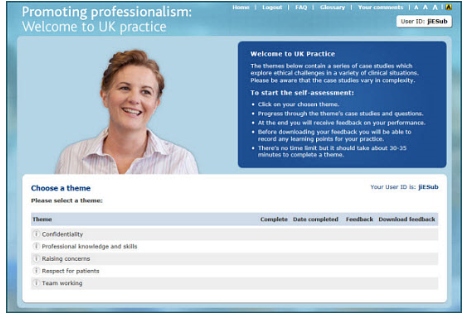 Promoting professionalism:
Welcome to UK practice
Home | Logout | FAQ | Glossary | Your comments | A A A | A
User ID: jiESub
Welcome to UK Practice
The themes below contain a series of case studies which
explore ethical challenges in a variety of clinical situations.
Please be aware that the case studies vary in complexity.
To start the self-assessment:
• Click on your chosen theme.
• Progress through the theme's case studies and questions.
• At the end you will receive feedback on your performance.
• Before downloading your feedback you will be able to
record any learning points for your practice.
• There's no time limit but it should take about 30-35
minutes to complete a theme.
Choose a theme
Your User ID is: jiESub
Please select a theme:
Theme Complete Date completed Feedback Download feedback
i Confidentiality
i Professional knowledge and skills
i Raising concerns
i Respect for patients
i Team working